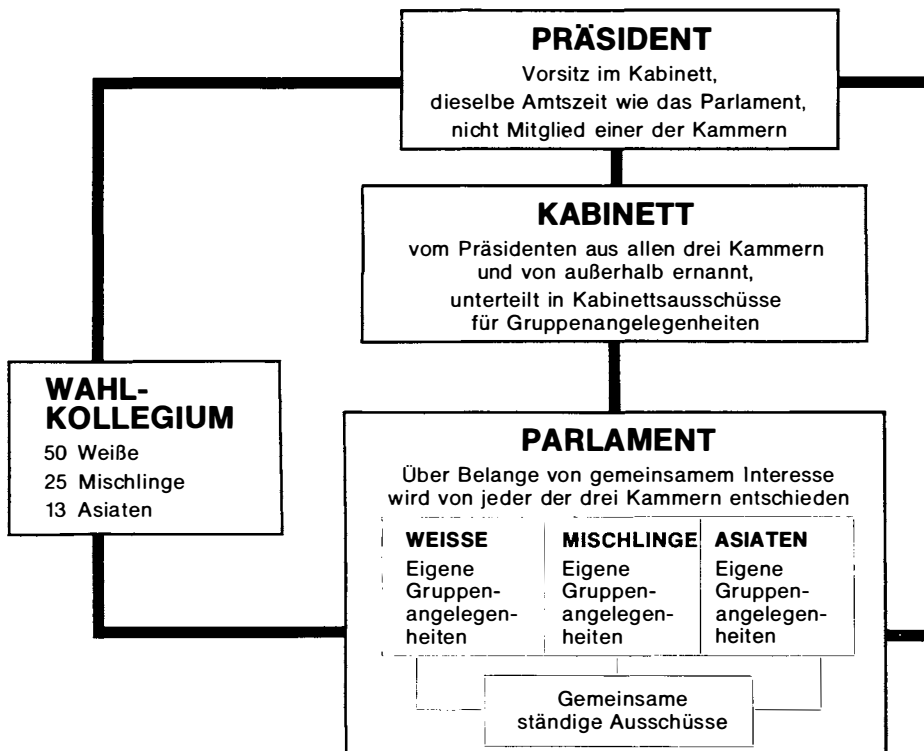 PRÄSIDENT
Vorsitz im Kabinett,
dieselbe Amtszeit wie das Parlament,
nicht Mitglied einer der Kammern
KABINETT
vom Präsidenten aus allen drei Kammern
und von außerhalb ernannt,
unterteilt in Kabinettsausschüsse
für Gruppenangelegenheiten
WAHL-
KOLLEGIUM
50 Weiße
25 Mischlinge
13 Asiaten
PARLAMENT
Über Belange von gemeinsamem Interesse
wird von jeder der drei Kammern entschieden
WEISSE
Eigene
Gruppen-
angelegen-
heiten
MISCHLINGE
Eigene
Gruppen-
angelegen-
heiten
ASIATEN
Eigene
Gruppen-
angelegen-
heiten
Gemeinsame
ständige Ausschüsse